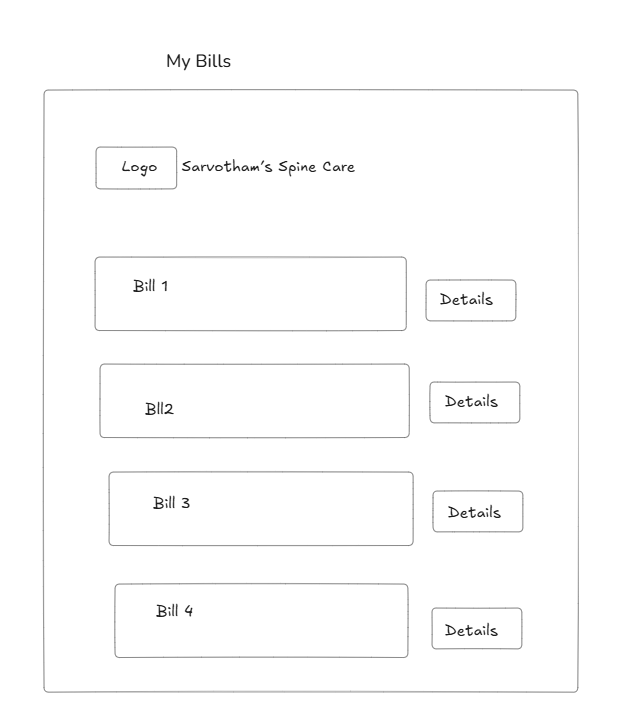 My Bills
Logo Sarvotham's Spine Care
Bill 1
Details
Bll2
Details
Bill 3
Details
Bill 4
Details